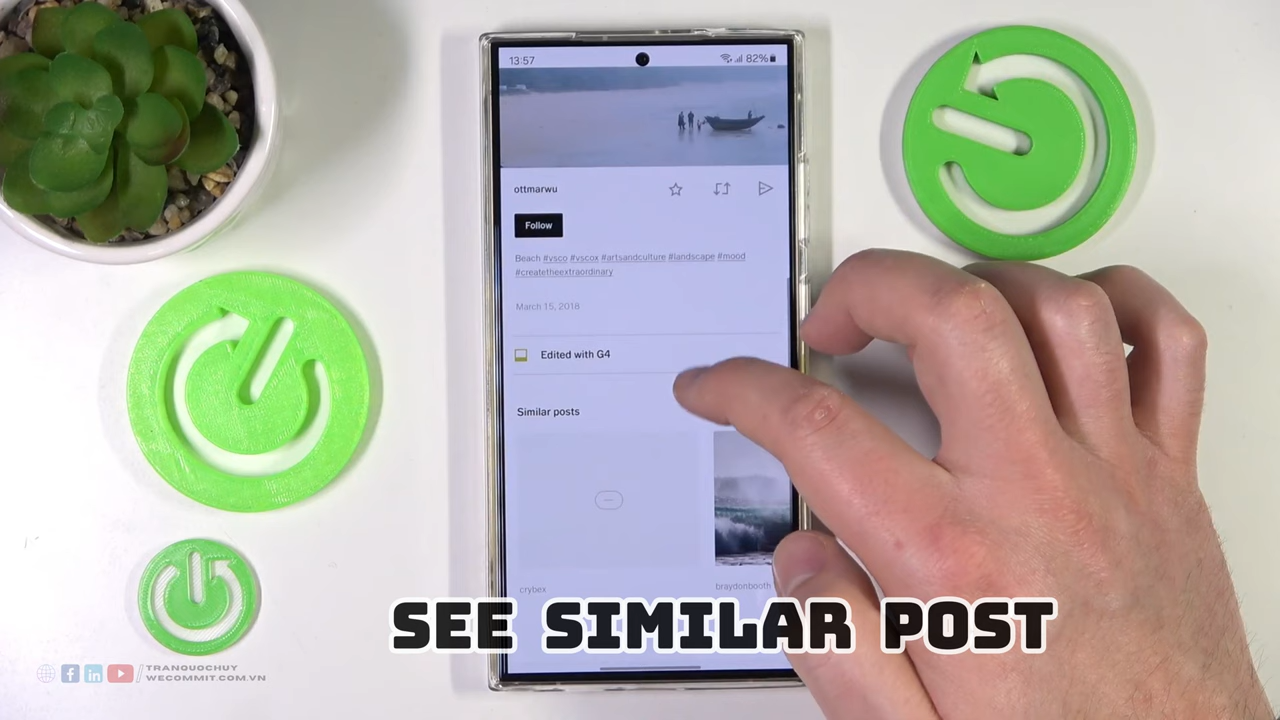 13:57
82%
ottmarwu
Follow
Beach #vsco #vscox #artsandculture #landscape #mood
#createtheextraordinary
March 15, 2018
Edited with G4
Similar posts
crybex
braydonbooth
SEE SIMILAR POST
TRANQUOCHUY
WECOMMIT.COM.VN